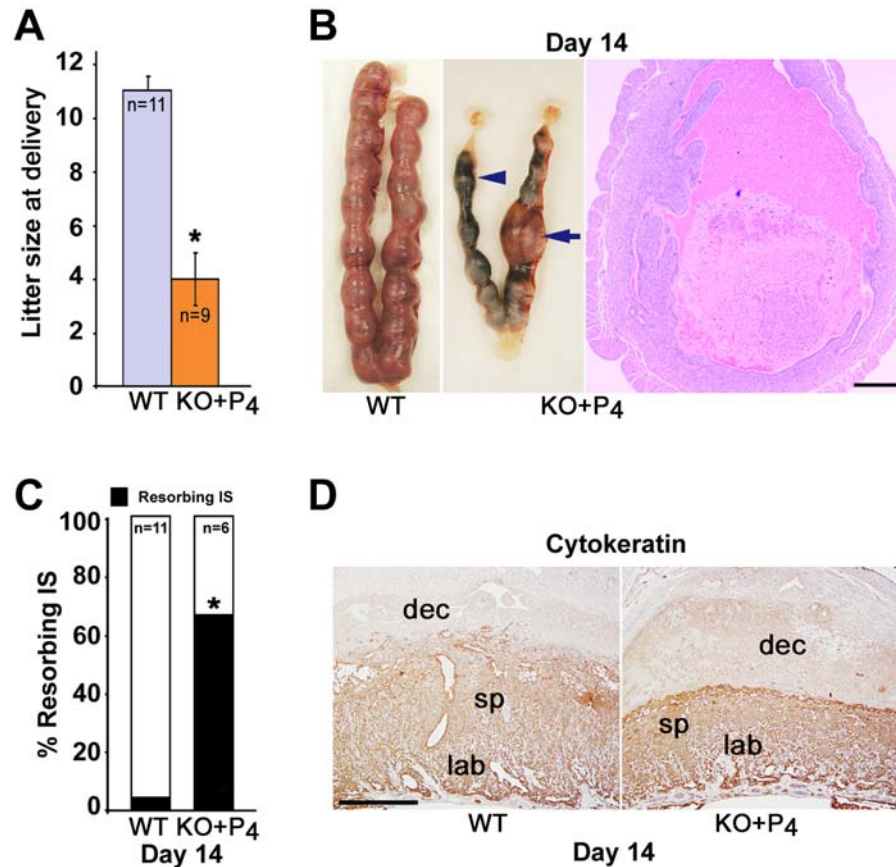 A
Litter size at delivery
12
10
8
6
4
2
0
n=11
*
n=9
WT KO+P4
B
Day 14
WT
KO+P4
C
Resorbing IS
% Resorbing IS
100
80
60
40
20
0
n=11
n=6
*
WT KO+P4
Day 14
D
Cytokeratin
dec
sp
lab
dec
sp
lab
WT
KO+P4
Day 14